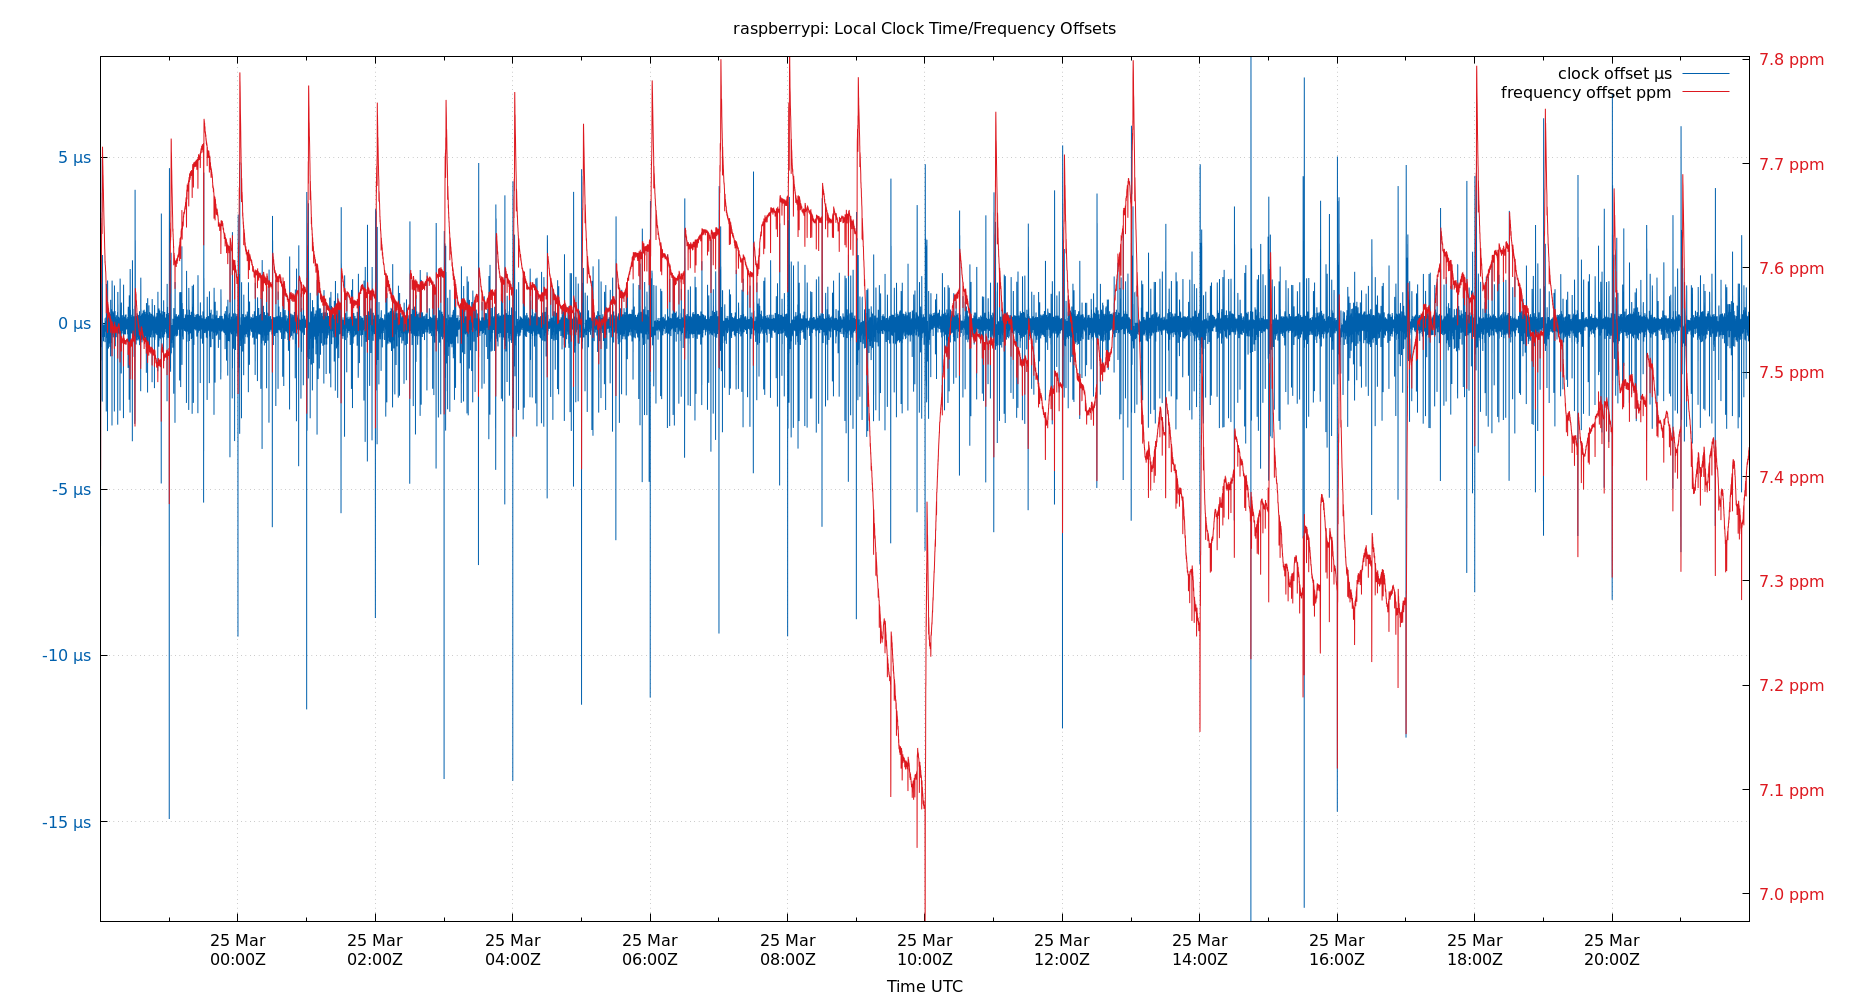 raspberrypi: Local Clock Time/Frequency Offsets
clock offset µs
frequency offset ppm
5 µs
0 µs
-5 µs
-10 µs
-15 µs
7.8 ppm
7.7 ppm
7.6 ppm
7.5 ppm
7.4 ppm
7.3 ppm
7.2 ppm
7.1 ppm
7.0 ppm
25 Mar 25 Mar 25 Mar 25 Mar 25 Mar 25 Mar 25 Mar 25 Mar 25 Mar 25 Mar 25 Mar
00:00Z 02:00Z 04:00Z 06:00Z 08:00Z 10:00Z 12:00Z 14:00Z 16:00Z 18:00Z 20:00Z
Time UTC